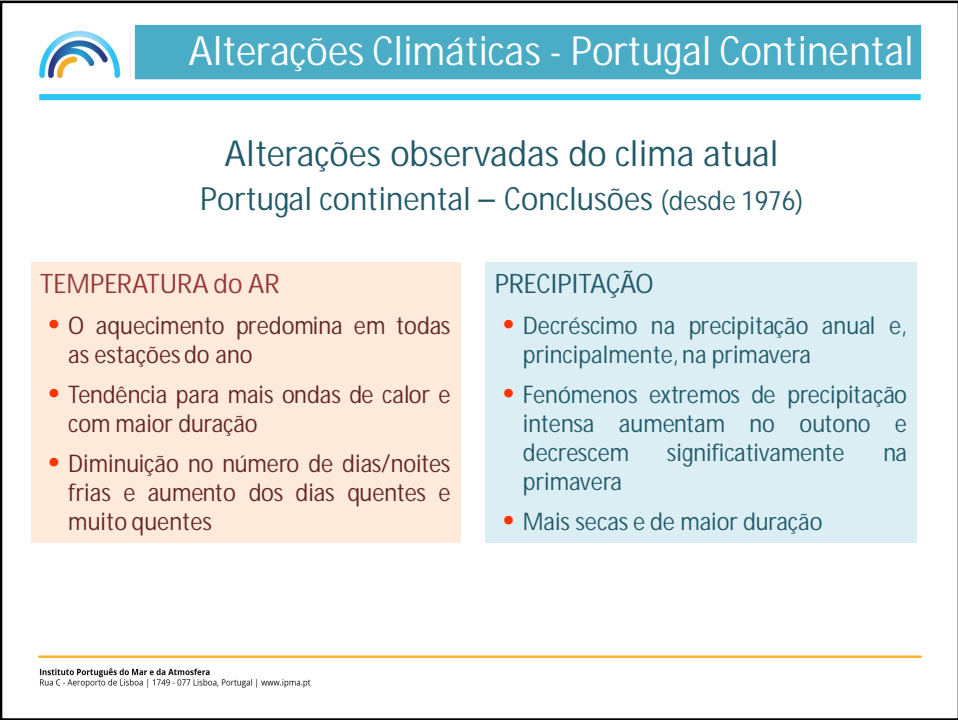 Alterações Climáticas - Portugal Continental
Alterações observadas do clima atual
Portugal continental – Conclusões (desde 1976)
TEMPERATURA do AR
• O aquecimento predomina em todas
as estações do ano
• Tendência para mais ondas de calor e
com maior duração
• Diminuição no número de dias/noites
frias e aumento dos dias quentes e
muito quentes
PRECIPITAÇÃO
• Decréscimo na precipitação anual e,
principalmente, na primavera
• Fenómenos extremos de precipitação
intensa aumentam no outono e
decrescem significativamente na
primavera
• Mais secas e de maior duração
Instituto Português do Mar e da Atmosfera
Rua C - Aeroporto de Lisboa | 1749 - 077 Lisboa, Portugal | www.ipma.pt